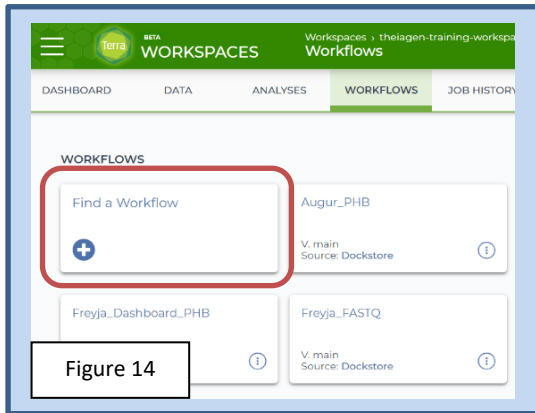 Terra
BETA
WORKSPACES
Workspaces › theiagen-training-workspa
Workflows
DASHBOARD DATA ANALYSES WORKFLOWS JOB HISTORY
WORKFLOWS
Find a Workflow
Augur_PHB
V. main
Source: Dockstore
Freyja_Dashboard_PHB
Freyja_FASTQ
V. main
Source: Dockstore
Figure 14